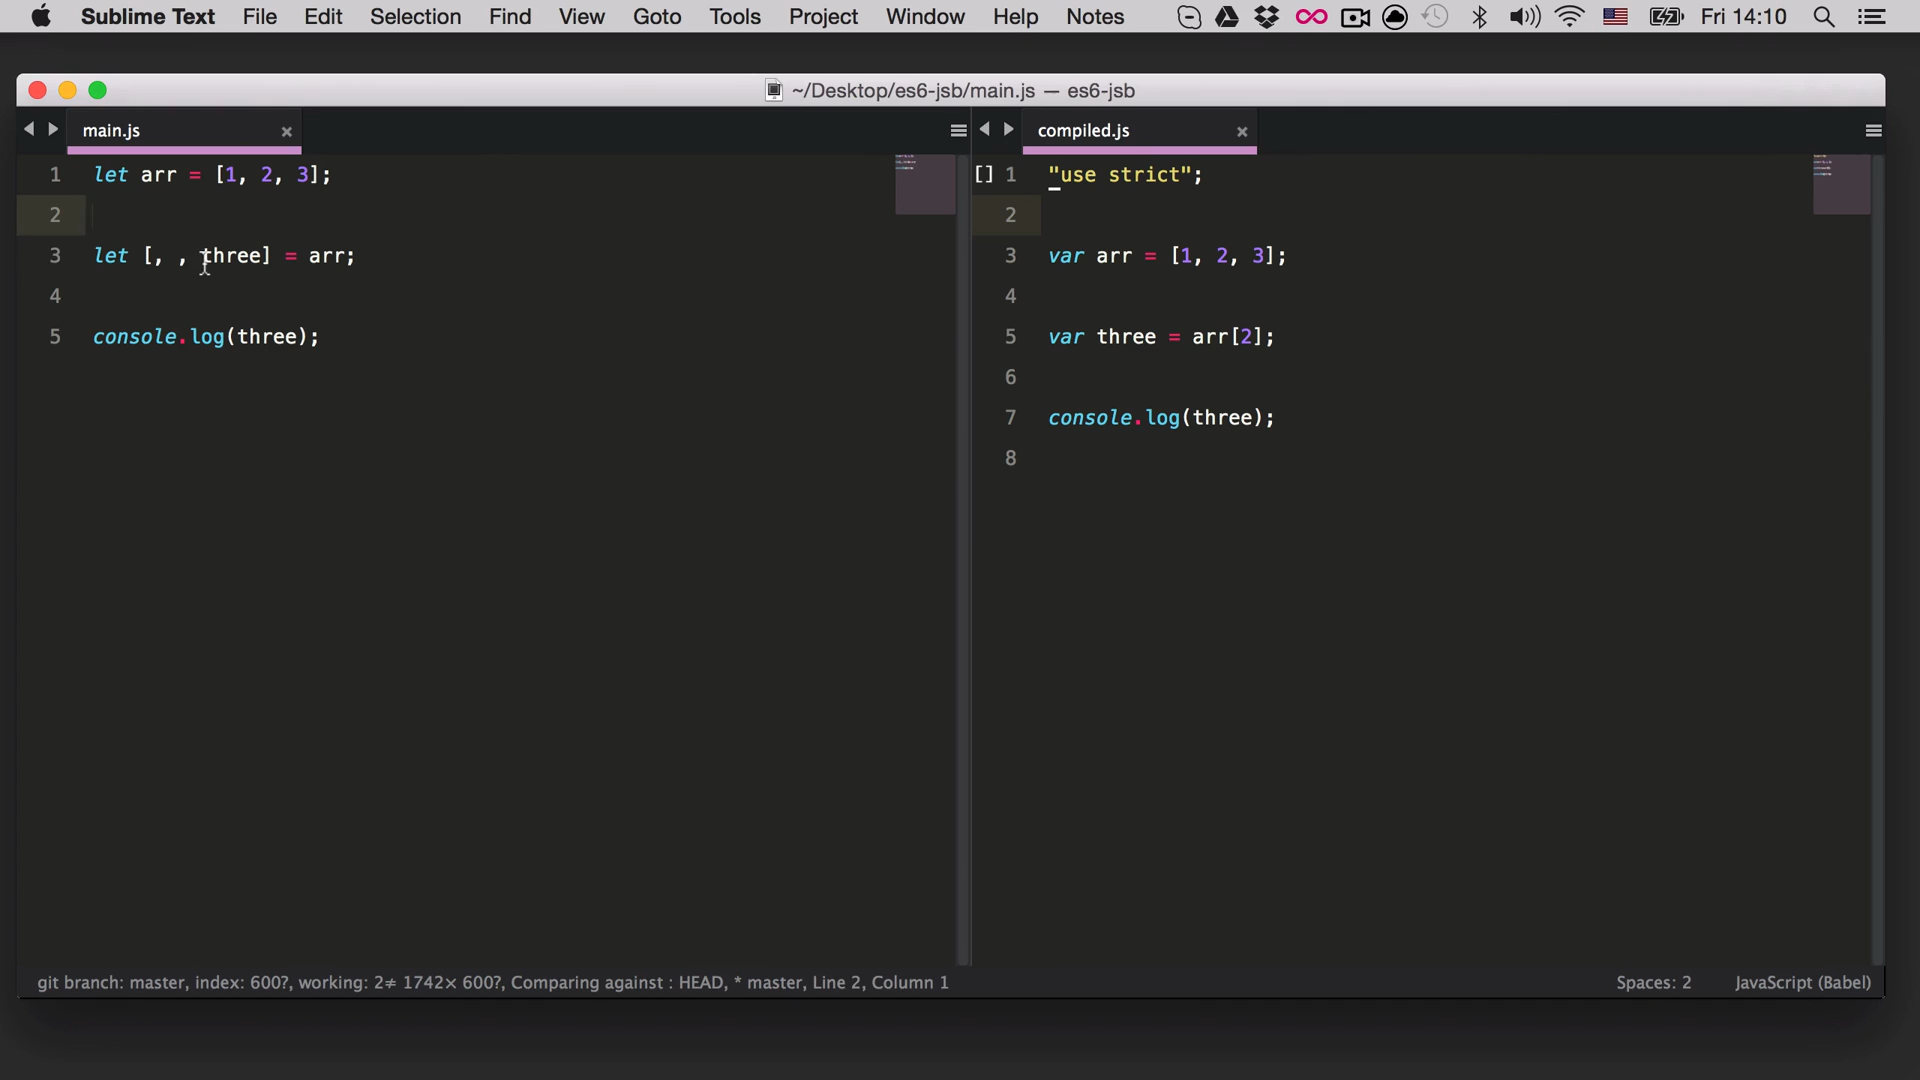 Sublime Text File Edit Selection Find View Goto Tools Project Window Help Notes Fri 14:10
~/Desktop/es6-jsb/main.js — es6-jsb
main.js
1 let arr = [1, 2, 3];
2
3 let [, , three] = arr;
4
5 console.log(three);
compiled.js
[] 1 "use strict";
2
3 var arr = [1, 2, 3];
4
5 var three = arr[2];
6
7 console.log(three);
8
git branch: master, index: 600?, working: 2≠ 1742× 600?, Comparing against : HEAD, * master, Line 2, Column 1 Spaces: 2 JavaScript (Babel)